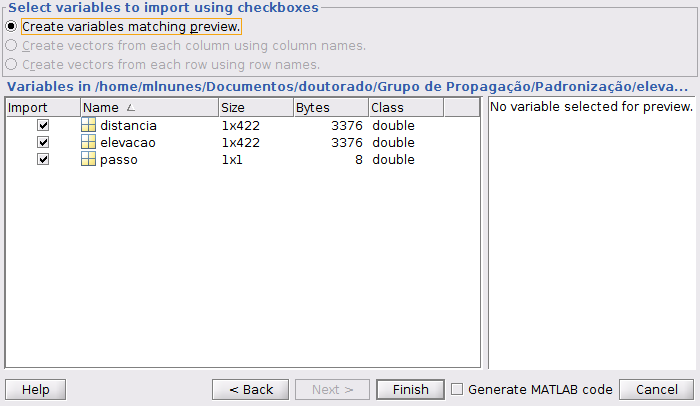 Select variables to import using checkboxes
Create variables matching preview.
Create vectors from each column using column names.
Create vectors from each row using row names.
Variables in /home/mlnunes/Documentos/doutorado/Grupo de Propagação/Padronização/eleva...
Import Name Size Bytes Class
distancia 1x422 3376 double
elevacao 1x422 3376 double
passo 1x1 8 double
No variable selected for preview.
Help < Back Next > Finish Generate MATLAB code Cancel